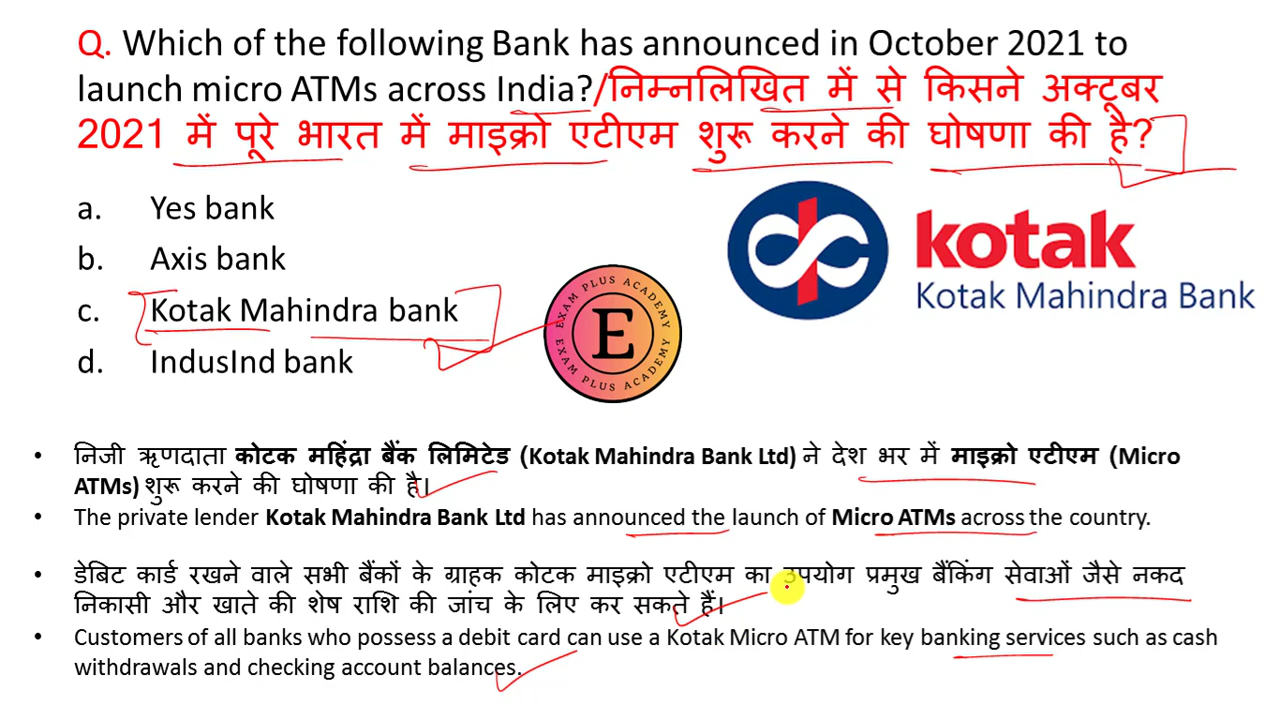 Q. Which of the following Bank has announced in October 2021 to
launch micro ATMs across India?/निम्नलिखित में से किसने अक्टूबर
2021 में पूरे भारत में माइक्रो एटीएम शुरू करने की घोषणा की है?
a. Yes bank
b. Axis bank
c. Kotak Mahindra bank
d. IndusInd bank
kotak
Kotak Mahindra Bank
EXAM PLUS ACADEMY
E
EXAM PLUS ACADEMY
• निजी ऋणदाता कोटक महिंद्रा बैंक लिमिटेड (Kotak Mahindra Bank Ltd) ने देश भर में माइक्रो एटीएम (Micro
ATMs) शुरू करने की घोषणा की है।
• The private lender Kotak Mahindra Bank Ltd has announced the launch of Micro ATMs across the country.
• डेबिट कार्ड रखने वाले सभी बैंकों के ग्राहक कोटक माइक्रो एटीएम का उपयोग प्रमुख बैंकिंग सेवाओं जैसे नकद
निकासी और खाते की शेष राशि की जांच के लिए कर सकते हैं।
• Customers of all banks who possess a debit card can use a Kotak Micro ATM for key banking services such as cash
withdrawals and checking account balances.